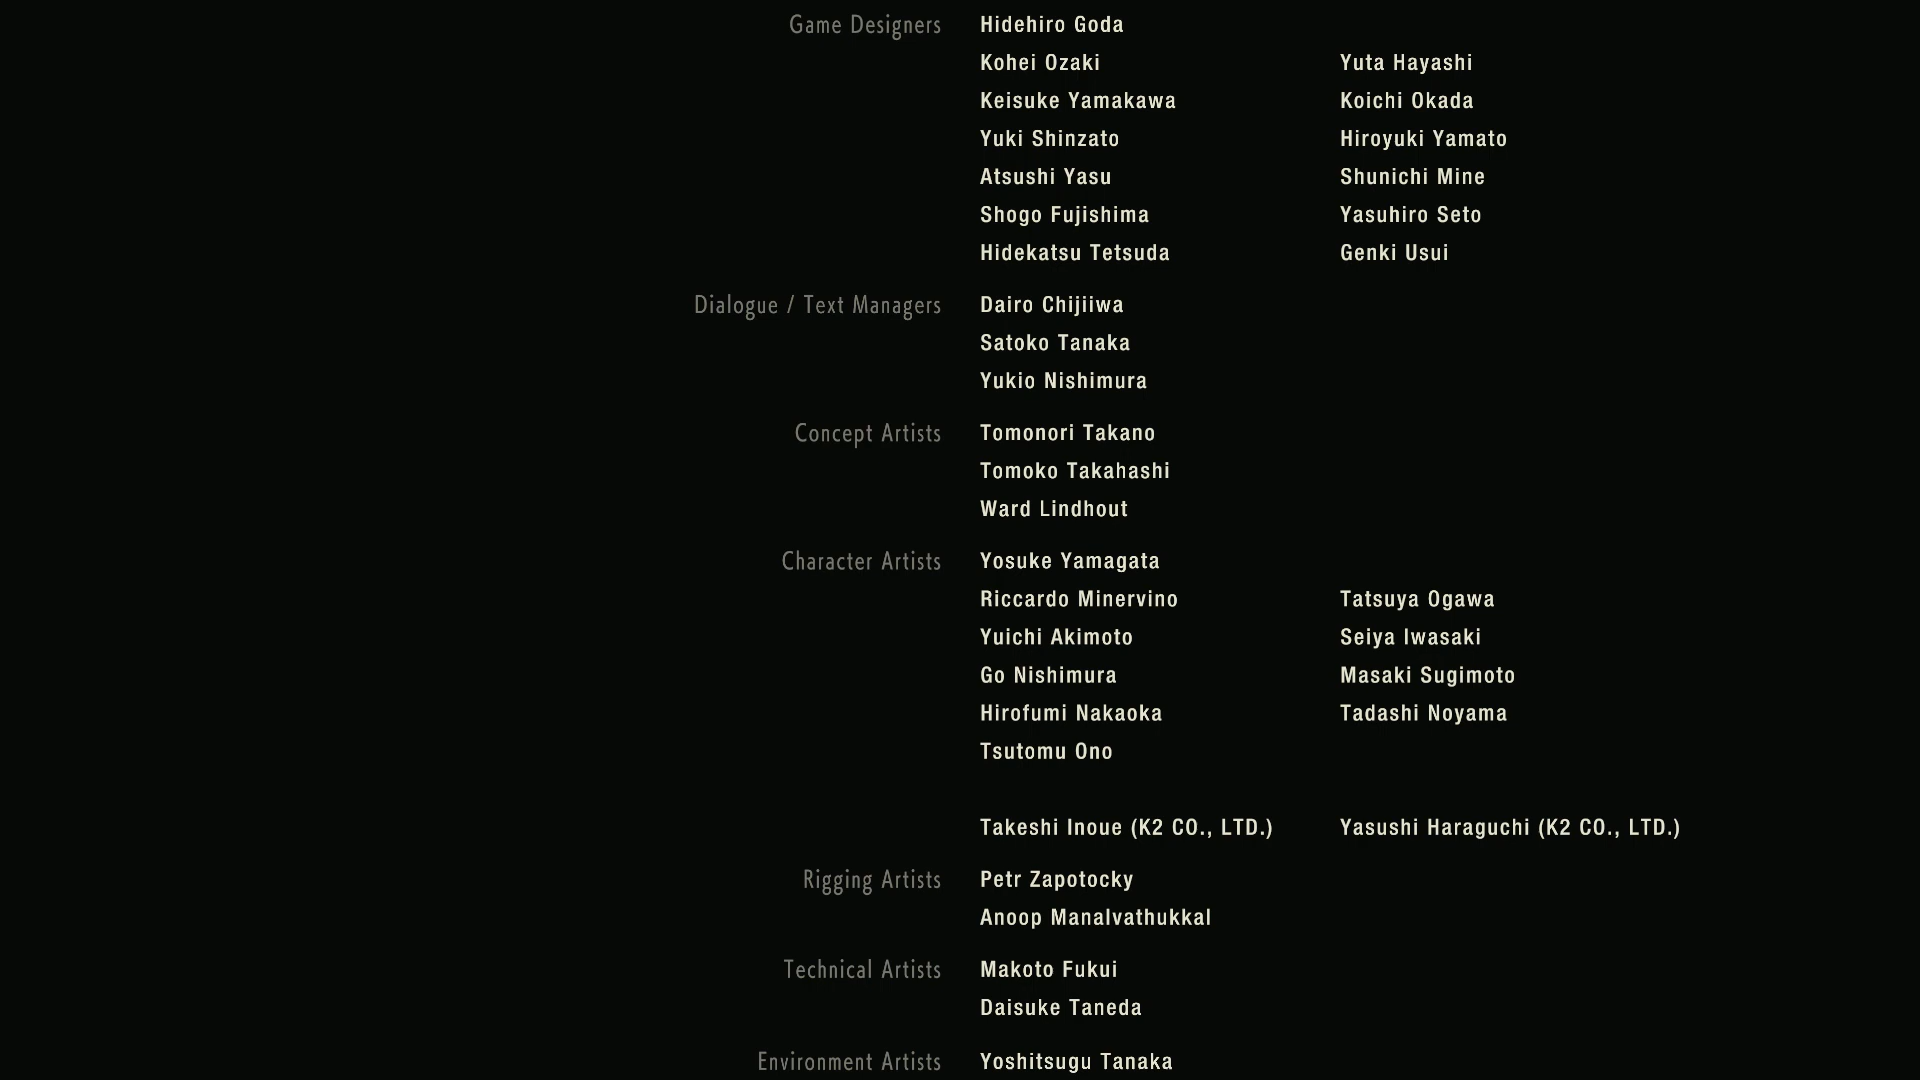 Game Designers Hidehiro Goda
Kohei Ozaki Yuta Hayashi
Keisuke Yamakawa Koichi Okada
Yuki Shinzato Hiroyuki Yamato
Atsushi Yasu Shunichi Mine
Shogo Fujishima Yasuhiro Seto
Hidekatsu Tetsuda Genki Usui
Dialogue / Text Managers Dairo Chijiiwa
Satoko Tanaka
Yukio Nishimura
Concept Artists Tomonori Takano
Tomoko Takahashi
Ward Lindhout
Character Artists Yosuke Yamagata
Riccardo Minervino Tatsuya Ogawa
Yuichi Akimoto Seiya Iwasaki
Go Nishimura Masaki Sugimoto
Hirofumi Nakaoka Tadashi Noyama
Tsutomu Ono
Takeshi Inoue (K2 CO., LTD.) Yasushi Haraguchi (K2 CO., LTD.)
Rigging Artists Petr Zapotocky
Anoop Manalvathukkal
Technical Artists Makoto Fukui
Daisuke Taneda
Environment Artists Yoshitsugu Tanaka